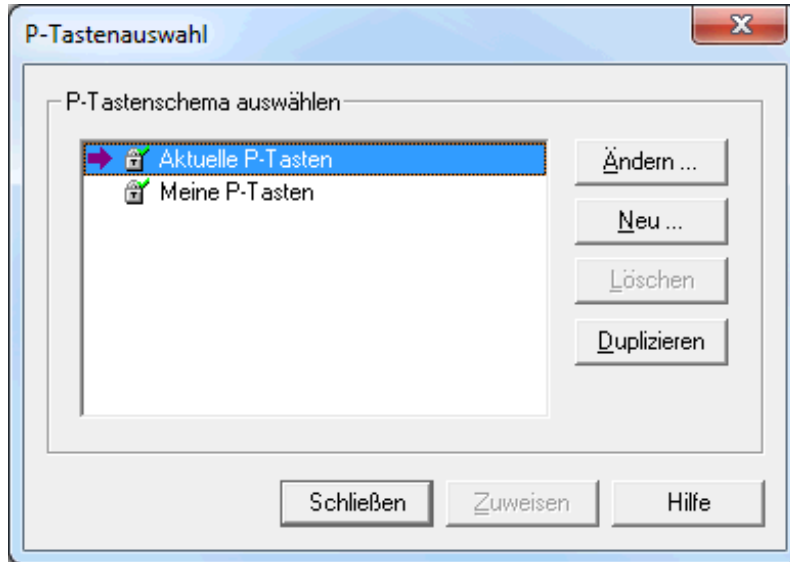 P-Tastenauswahl
P-Tastenschema auswählen
Aktuelle P-Tasten
Meine P-Tasten
Ändern ...
Neu ...
Löschen
Duplizieren
Schließen
Zuweisen
Hilfe